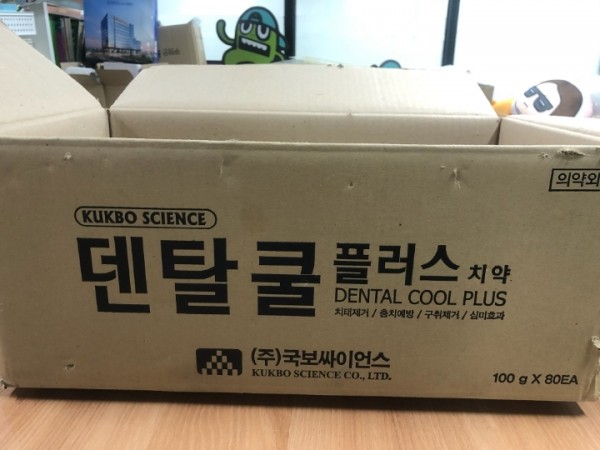 의약외
KUKBO SCIENCE
덴탈쿨 플러스 치약
DENTAL COOL PLUS
치태제거 / 충치예방 / 구취제거 / 심미효과
(주)국보싸이언스
KUKBO SCIENCE CO., LTD.
100 g X 80EA